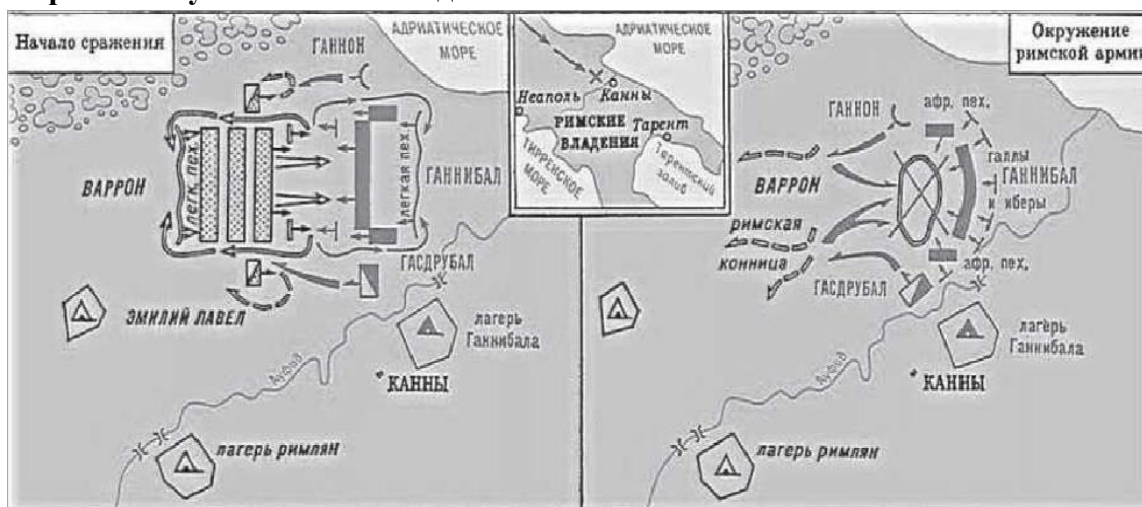 Начало сражения
ГАННОН
АДРИАТИЧЕСКОЕ
МОРЕ
легк. пех.
ВАРРОН
легкая пех.
ГАННИБАЛ
ГАСДРУБАЛ
ЭМИЛИЙ ЛАВЕЛ
лагерь
Ганнибала
Ауфид
КАННЫ
лагерь римлян
АДРИАТИЧЕСКОЕ
МОРЕ
Неаполь
Канны
РИМСКИЕ
ВЛАДЕНИЯ
Тарент
ТИРРЕНСКОЕ
МОРЕ
Тарентский
залив
Окружение
римской армии
ГАННОН
афр. пех.
галлы
ГАННИБАЛ
и иберы
ВАРРОН
римская
конница
афр. пех.
ГАСДРУБАЛ
лагерь
Ганнибала
Ауфид
КАННЫ
лагерь римлян